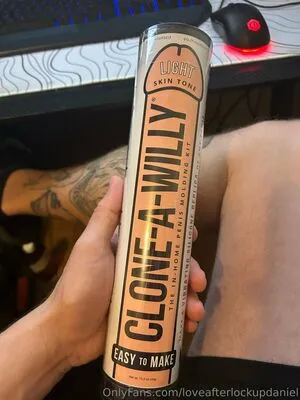 LIGHT
SKIN TONE
CLONE-A-WILLY®
THE IN-HOME PENIS MOLDING KIT
EASY TO MAKE
OnlyFans.com/loveafterlockupdaniel